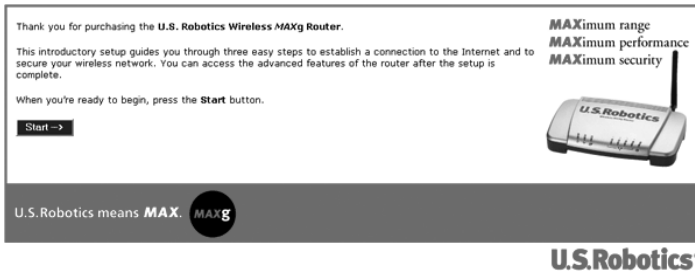 Thank you for purchasing the U.S. Robotics Wireless MAXg Router.
This introductory setup guides you through three easy steps to establish a connection to the Internet and to
secure your wireless network. You can access the advanced features of the router after the setup is
complete.
When you're ready to begin, press the Start button.
Start -->
MAXimum range
MAXimum performance
MAXimum security
U.S.Robotics
U.S.Robotics means MAX.
MAXg
U.S.Robotics